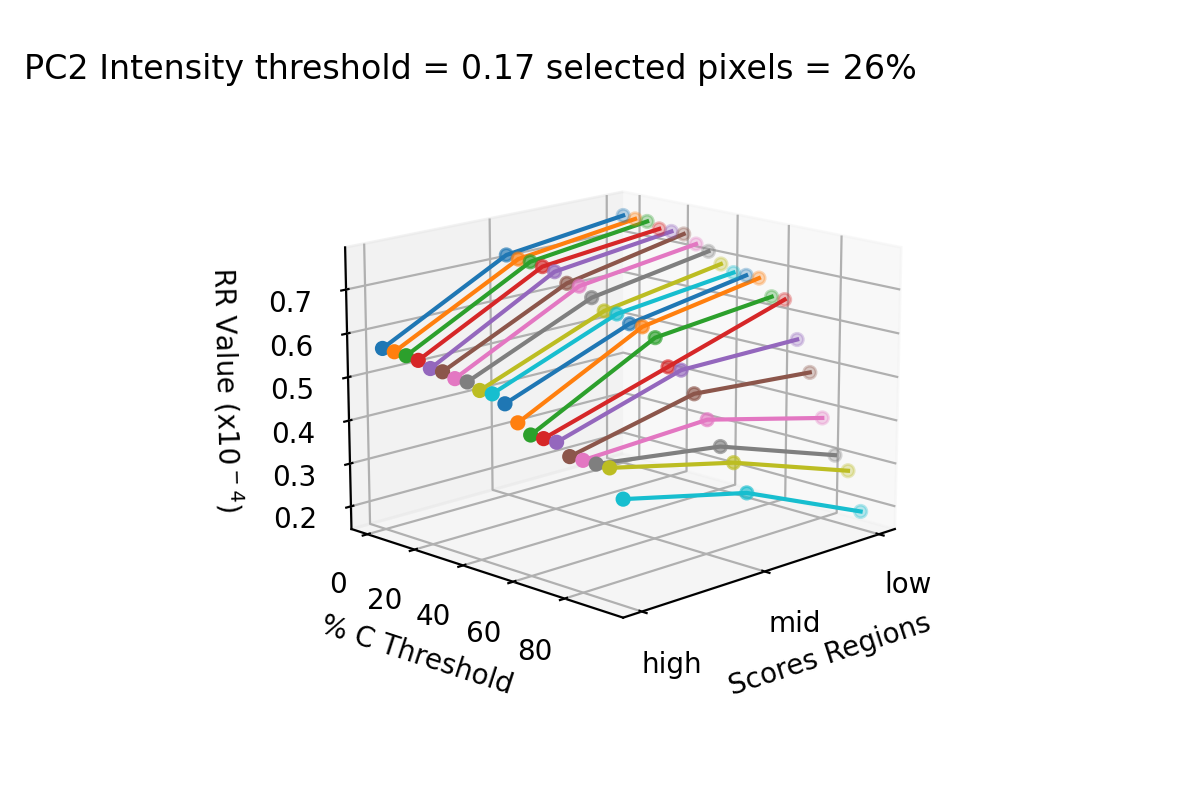 PC2 Intensity threshold = 0.17 selected pixels = 26%
RR Value (x10⁻⁴)
0.7
0.6
0.5
0.4
0.3
0.2
0
20
40
60
80
% C Threshold
high
mid
low
Scores Regions